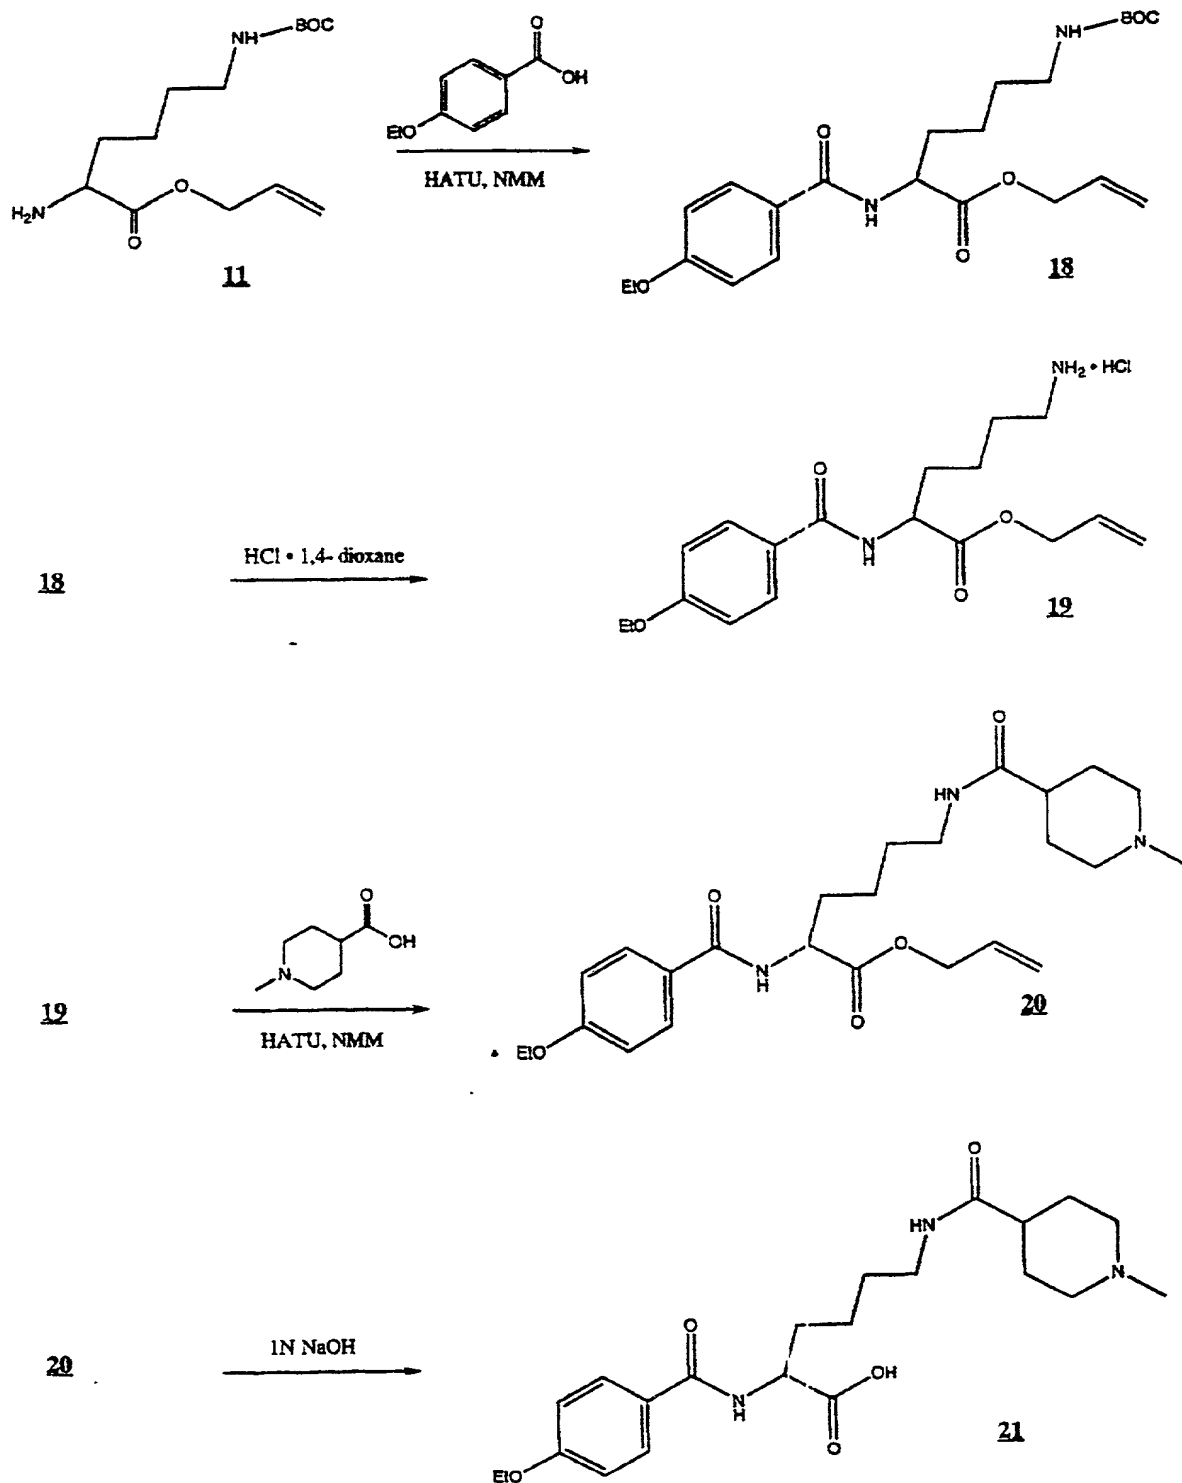 NH BOC
O
OH
EtO
H₂N
O
O
11
HATU, NMM
NH BOC
O
N
H
O
O
EtO
18
18
HCl • 1,4- dioxane
NH₂ • HCl
O
N
H
O
O
EtO
19
19
O
OH
N
HATU, NMM
O
HN
N
O
N
H
O
O
EtO
20
20
1N NaOH
O
HN
N
O
N
H
OH
O
EtO
21